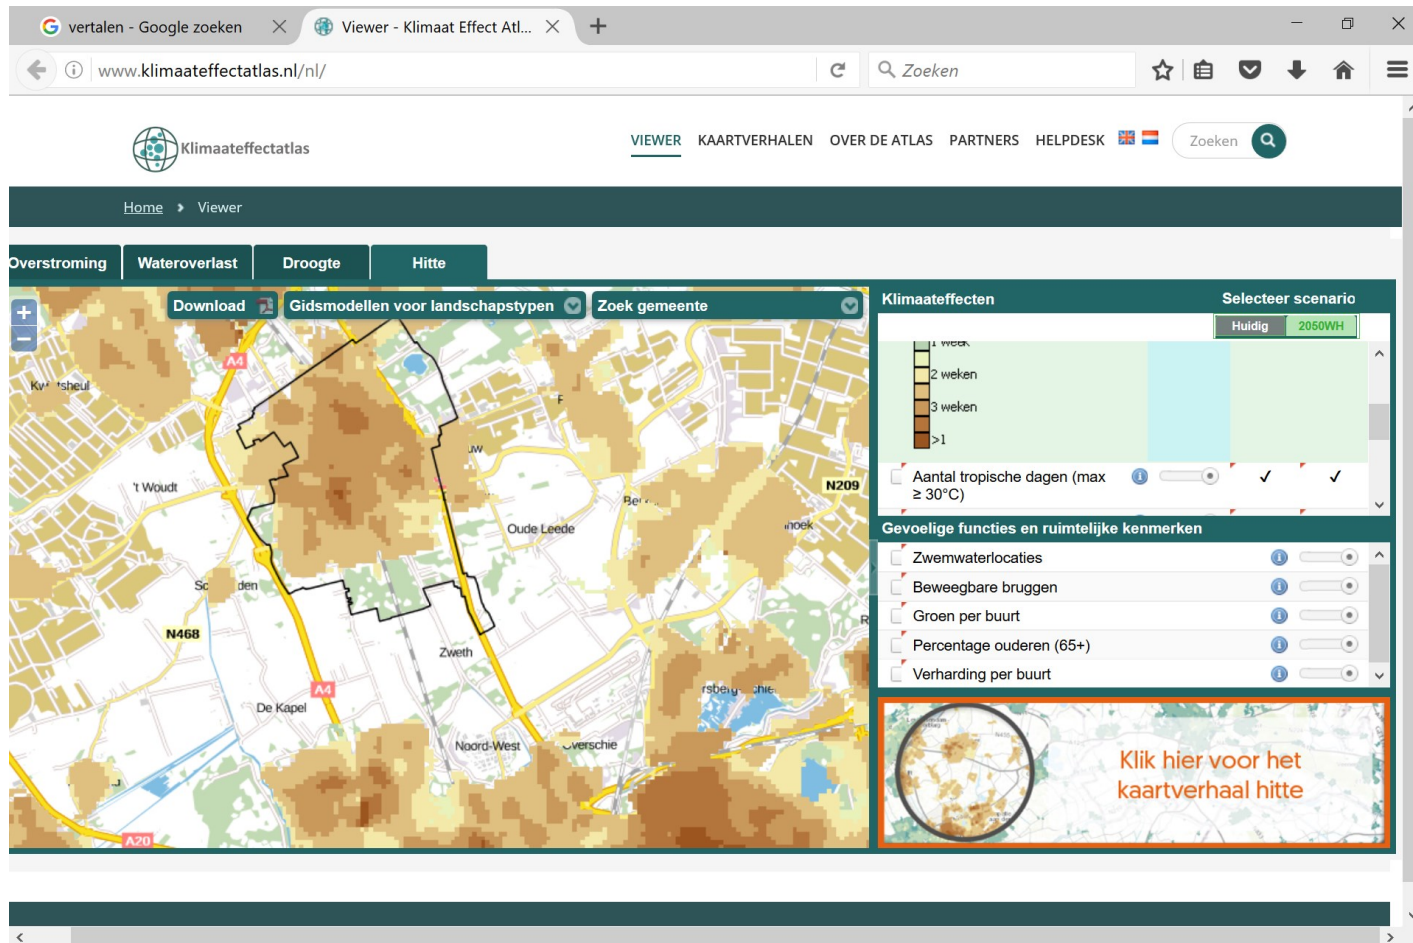 vertalen - Google zoeken
Viewer - Klimaat Effect Atl...
www.klimaateffectatlas.nl/nl/
Zoeken
Klimaateffectatlas
VIEWER KAARTVERHALEN OVER DE ATLAS PARTNERS HELPDESK
Zoeken
Home > Viewer
Overstroming Wateroverlast Droogte Hitte
Download Gidsmodellen voor landschapstypen Zoek gemeente
A4
't Woudt
N209
Oude Leede
N468
Zweth
A4
De Kapel
Noord-West
A20
Klimaateffecten Selecteer scenario
Huidig 2050WH
1 week
2 weken
3 weken
>1
Aantal tropische dagen (max
≥ 30°C)
Gevoelige functies en ruimtelijke kenmerken
Zwemwaterlocaties
Beweegbare bruggen
Groen per buurt
Percentage ouderen (65+)
Verharding per buurt
Klik hier voor het
kaartverhaal hitte